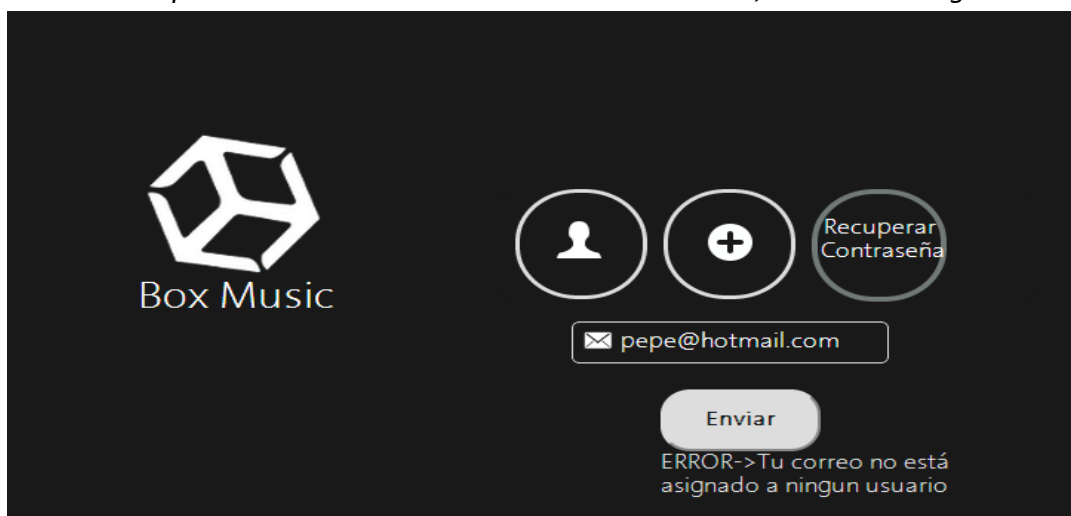 Box Music
Recuperar
Contraseña
pepe@hotmail.com
Enviar
ERROR->Tu correo no está
asignado a ningun usuario